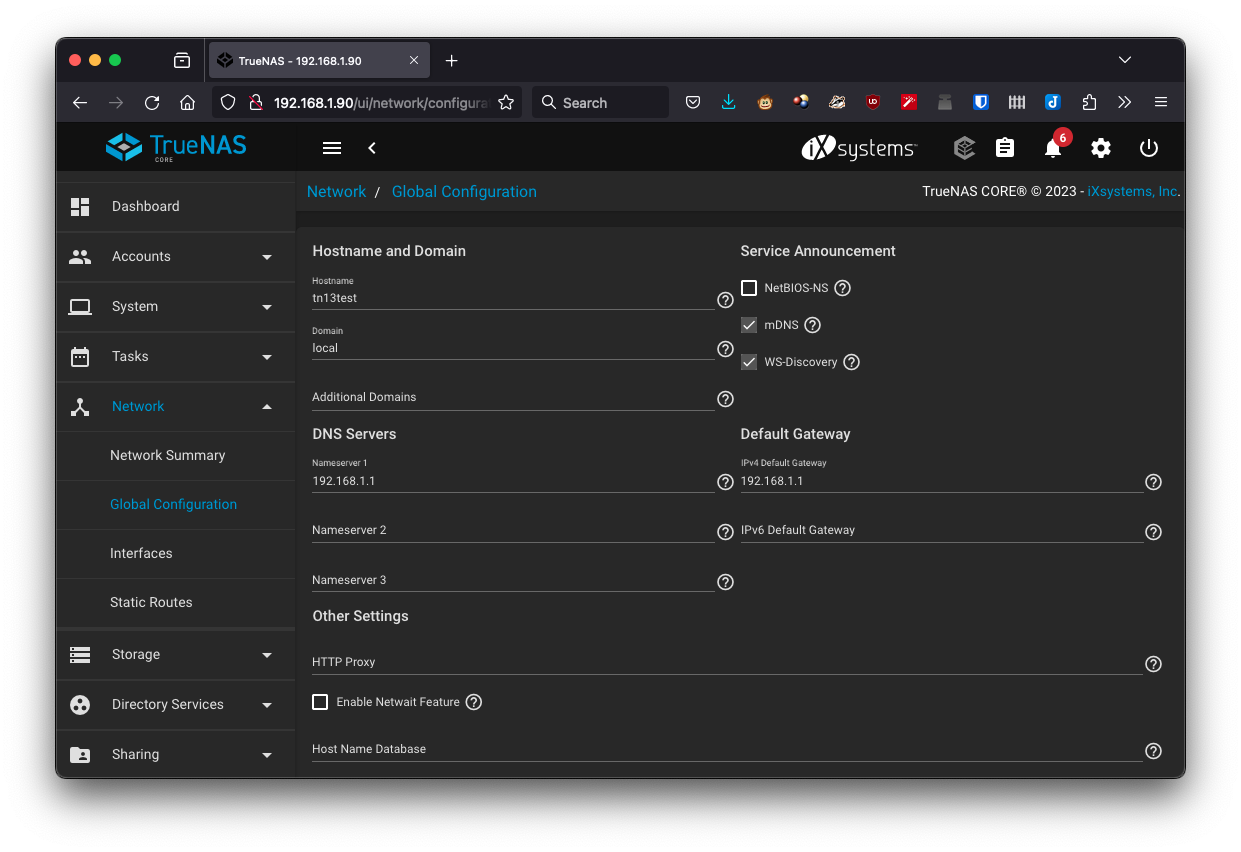 TrueNAS - 192.168.1.90
192.168.1.90/ui/network/configura
Search
TrueNAS
CORE
iXsystems
6
Network / Global Configuration
TrueNAS CORE® © 2023 - iXsystems, Inc.
Dashboard
Accounts
System
Tasks
Network
Network Summary
Global Configuration
Interfaces
Static Routes
Storage
Directory Services
Sharing
Hostname and Domain
Hostname
tn13test
Domain
local
Additional Domains
Service Announcement
NetBIOS-NS
mDNS
WS-Discovery
DNS Servers
Nameserver 1
192.168.1.1
Nameserver 2
Nameserver 3
Default Gateway
IPv4 Default Gateway
192.168.1.1
IPv6 Default Gateway
Other Settings
HTTP Proxy
Enable Netwait Feature
Host Name Database